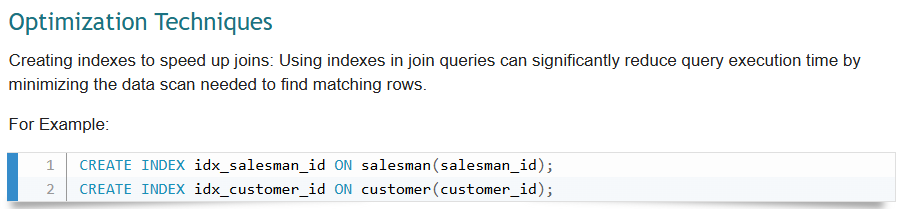 Optimization Techniques
Creating indexes to speed up joins: Using indexes in join queries can significantly reduce query execution time by
minimizing the data scan needed to find matching rows.
For Example:
1 CREATE INDEX idx_salesman_id ON salesman(salesman_id);
2 CREATE INDEX idx_customer_id ON customer(customer_id);